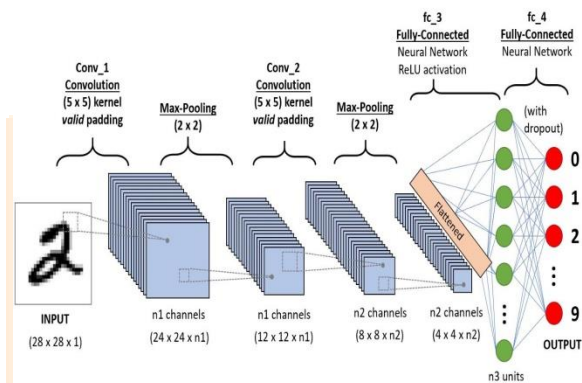 fc_3
Fully-Connected
Neural Network
ReLU activation
fc_4
Fully-Connected
Neural Network
Conv_1
Convolution
(5 x 5) kernel
valid padding
Max-Pooling
(2 x 2)
Conv_2
Convolution
(5 x 5) kernel
valid padding
Max-Pooling
(2 x 2)
(with
dropout)
Flattened
0
1
2
9
2
INPUT
(28 x 28 x 1)
n1 channels
(24 x 24 x n1)
n1 channels
(12 x 12 x n1)
n2 channels
(8 x 8 x n2)
n2 channels
(4 x 4 x n2)
n3 units
OUTPUT